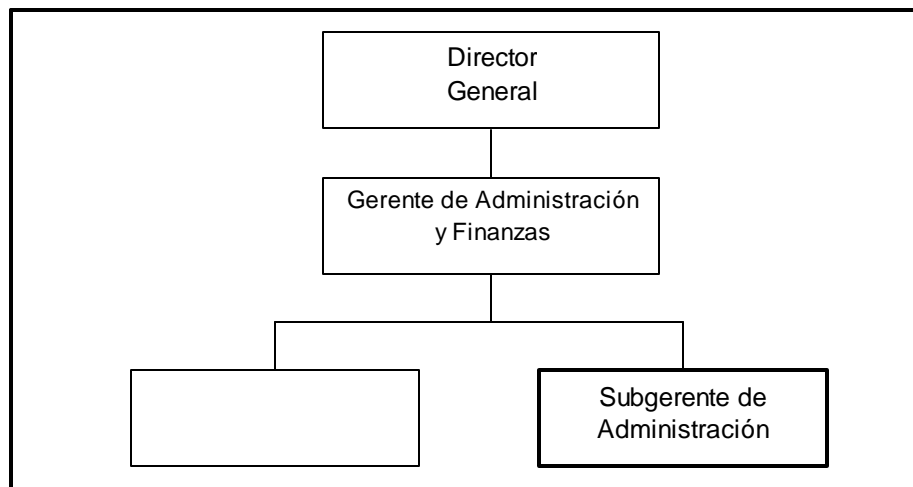 Director
General
Gerente de Administración
y Finanzas
Subgerente de
Administración